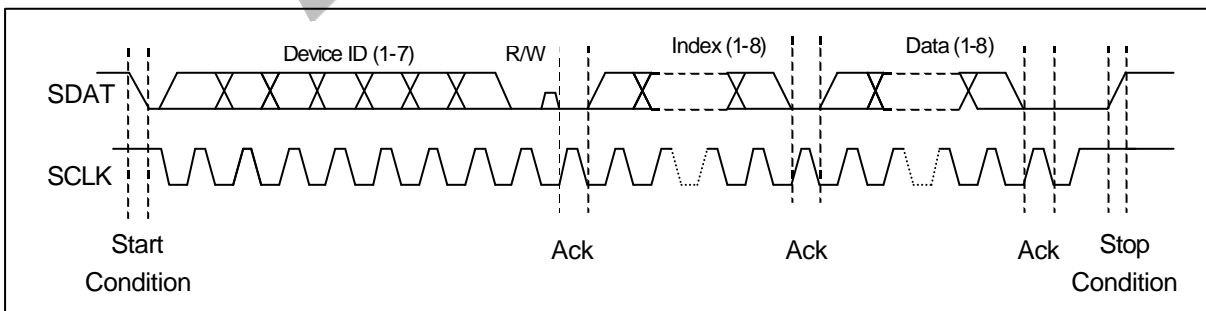 Device ID (1-7)
R/W
Index (1-8)
Data (1-8)
SDAT
SCLK
Start
Condition
Ack
Ack
Ack
Stop
Condition